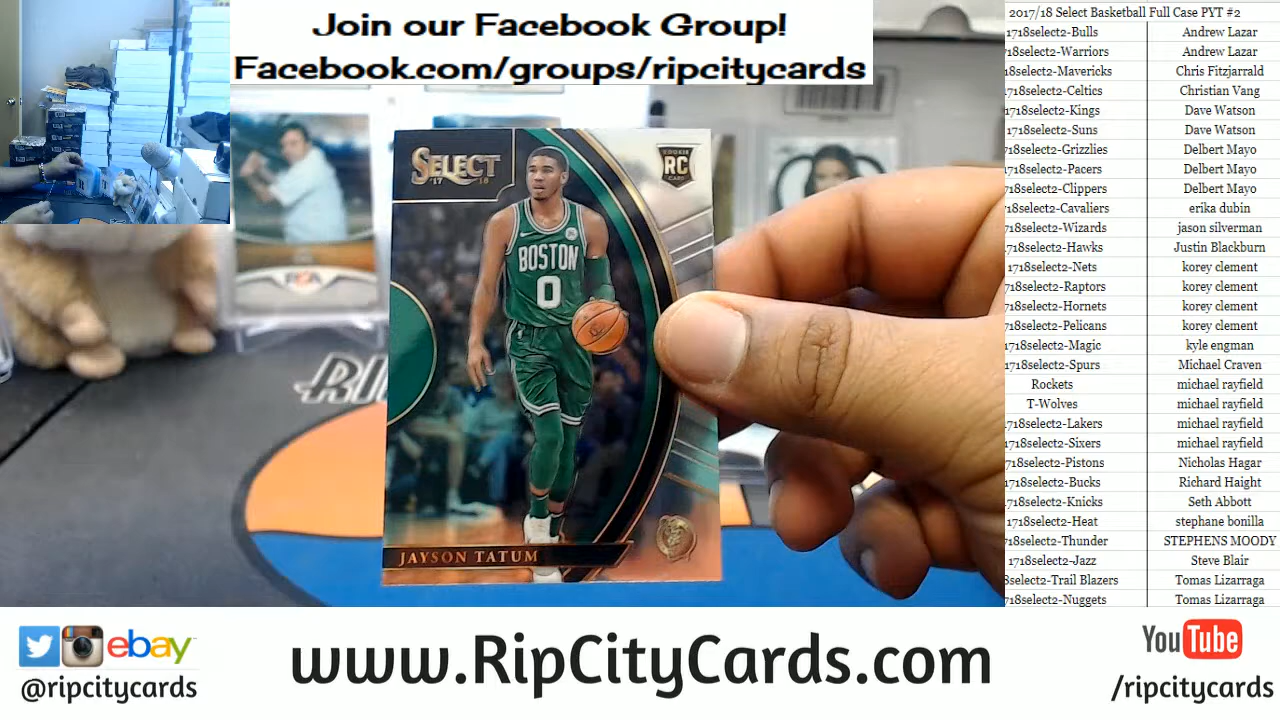 Join our Facebook Group!
Facebook.com/groups/ripcitycards
2017/18 Select Basketball Full Case PYT #2
1718select2-Bulls Andrew Lazar
1718select2-Warriors Andrew Lazar
18select2-Mavericks Chris Fitzjarrald
1718select2-Celtics Christian Vang
1718select2-Kings Dave Watson
1718select2-Suns Dave Watson
718select2-Grizzlies Delbert Mayo
1718select2-Pacers Delbert Mayo
718select2-Clippers Delbert Mayo
18select2-Cavaliers erika dubin
718select2-Wizards jason silverman
718select2-Hawks Justin Blackburn
1718select2-Nets korey clement
718select2-Raptors korey clement
718select2-Hornets korey clement
718select2-Pelicans korey clement
1718select2-Magic kyle engman
1718select2-Spurs Michael Craven
Rockets michael rayfield
T-Wolves michael rayfield
1718select2-Lakers michael rayfield
1718select2-Sixers michael rayfield
718select2-Pistons Nicholas Hagar
1718select2-Bucks Richard Haight
718select2-Knicks Seth Abbott
1718select2-Heat stephane bonilla
718select2-Thunder STEPHENS MOODY
1718select2-Jazz Steve Blair
select2-Trail Blazers Tomas Lizarraga
718select2-Nuggets Tomas Lizarraga
SELECT
17 18
ROOKIE
RC
CARD
BOSTON
0
JAYSON TATUM
ebay
@ripcitycards
www.RipCityCards.com
YouTube
/ripcitycards